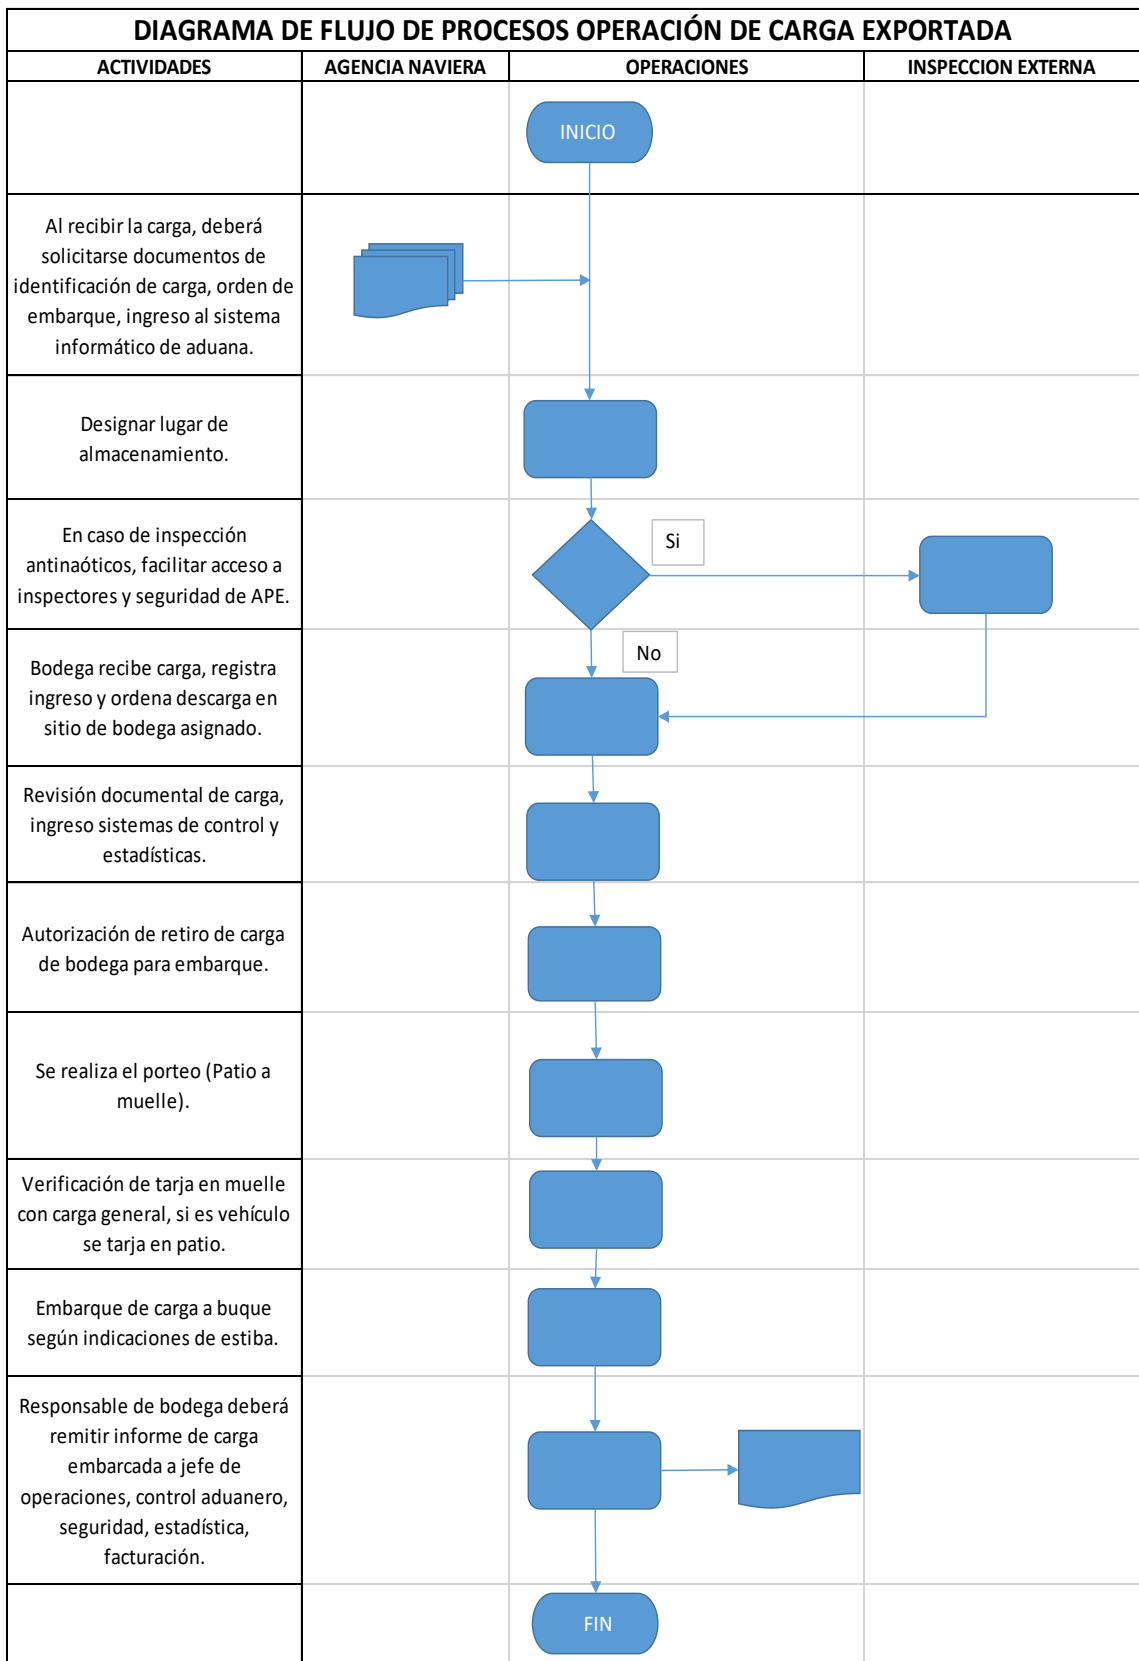 DIAGRAMA DE FLUJO DE PROCESOS OPERACIÓN DE CARGA EXPORTADA
ACTIVIDADES
AGENCIA NAVIERA
OPERACIONES
INSPECCION EXTERNA
INICIO
Al recibir la carga, deberá
solicitarse documentos de
identificación de carga, orden de
embarque, ingreso al sistema
informático de aduana.
Designar lugar de
almacenamiento.
En caso de inspección
antinaóticos, facilitar acceso a
inspectores y seguridad de APE.
Si
No
Bodega recibe carga, registra
ingreso y ordena descarga en
sitio de bodega asignado.
Revisión documental de carga,
ingreso sistemas de control y
estadísticas.
Autorización de retiro de carga
de bodega para embarque.
Se realiza el porteo (Patio a
muelle).
Verificación de tarja en muelle
con carga general, si es vehículo
se tarja en patio.
Embarque de carga a buque
según indicaciones de estiba.
Responsable de bodega deberá
remitir informe de carga
embarcada a jefe de
operaciones, control aduanero,
seguridad, estadística,
facturación.
FIN